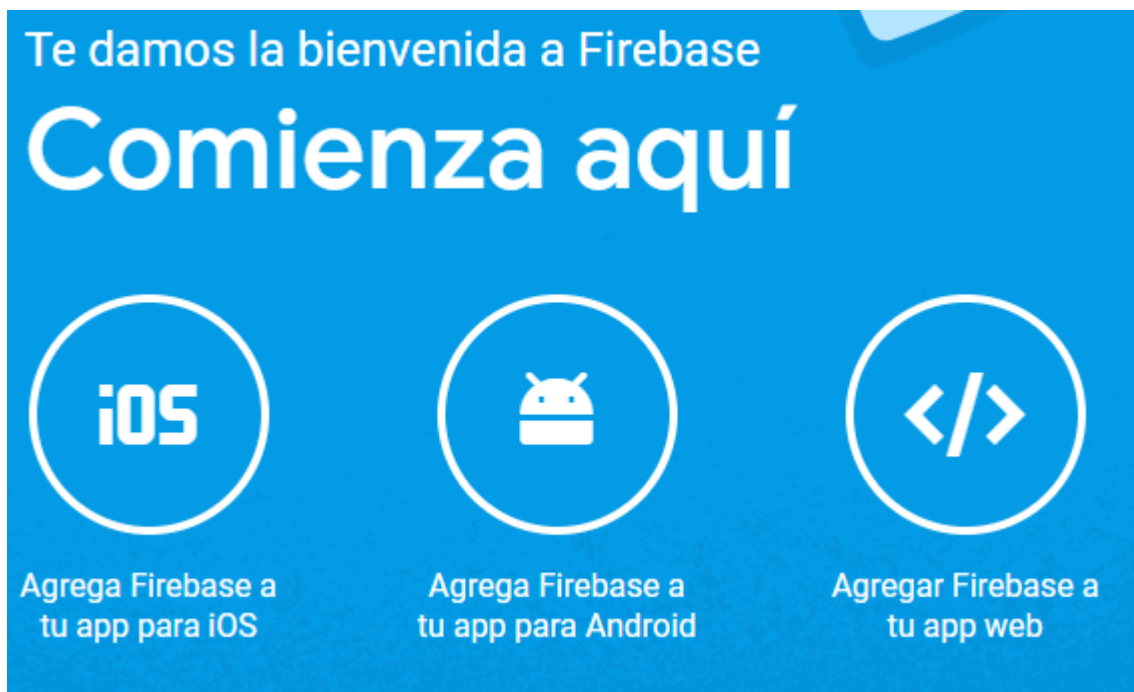 Te damos la bienvenida a Firebase
Comienza aquí
iOS
</>
Agrega Firebase a
tu app para iOS
Agrega Firebase a
tu app para Android
Agregar Firebase a
tu app web